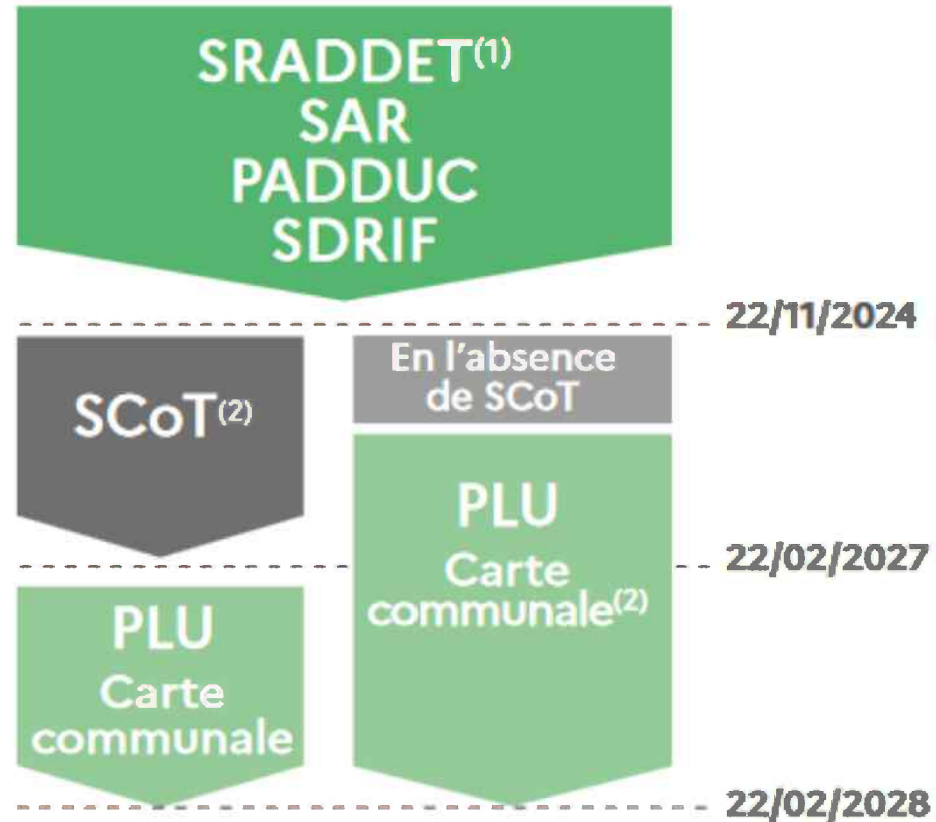 SRADDET(1)
SAR
PADDUC
SDRIF
22/11/2024
SCoT(2)
En l'absence
de SCoT
PLU
Carte
communale(2)
22/02/2027
PLU
Carte
communale
22/02/2028